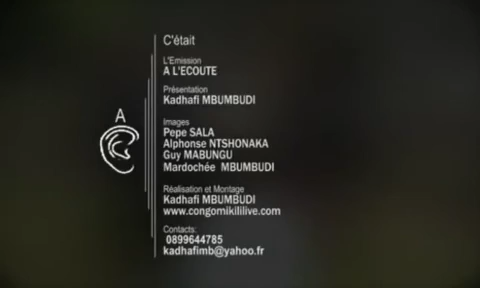 C'était
L'Emission
A L'ECOUTE
Présentation
Kadhafi MBUMBUDI
A
Images
Pepe SALA
Alphonse NTSHONAKA
Guy MABUNGU
Mardochée MBUMBUDI
Réalisation et Montage
Kadhafi MBUMBUDI
www.congomikililive.com
Contacts:
0899644785
kadhafimb@yahoo.fr